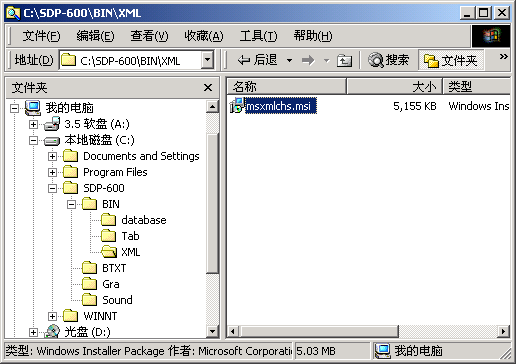 C:\SDP-600\BIN\XML
文件(F) 编辑(E) 查看(V) 收藏(A) 工具(T) 帮助(H)
地址(D) C:\SDP-600\BIN\XML 后退 搜索 文件夹
文件夹
名称 大小 类型
我的电脑
msxmlchs.msi 5,155 KB Windows Ins
3.5 软盘 (A:)
本地磁盘 (C:)
Documents and Settings
Program Files
SDP-600
BIN
database
Tab
XML
BTXT
Gra
Sound
WINNT
光盘 (D:)
类型: Windows Installer Package 作者: Microsoft Corporati 5.03 MB 我的电脑